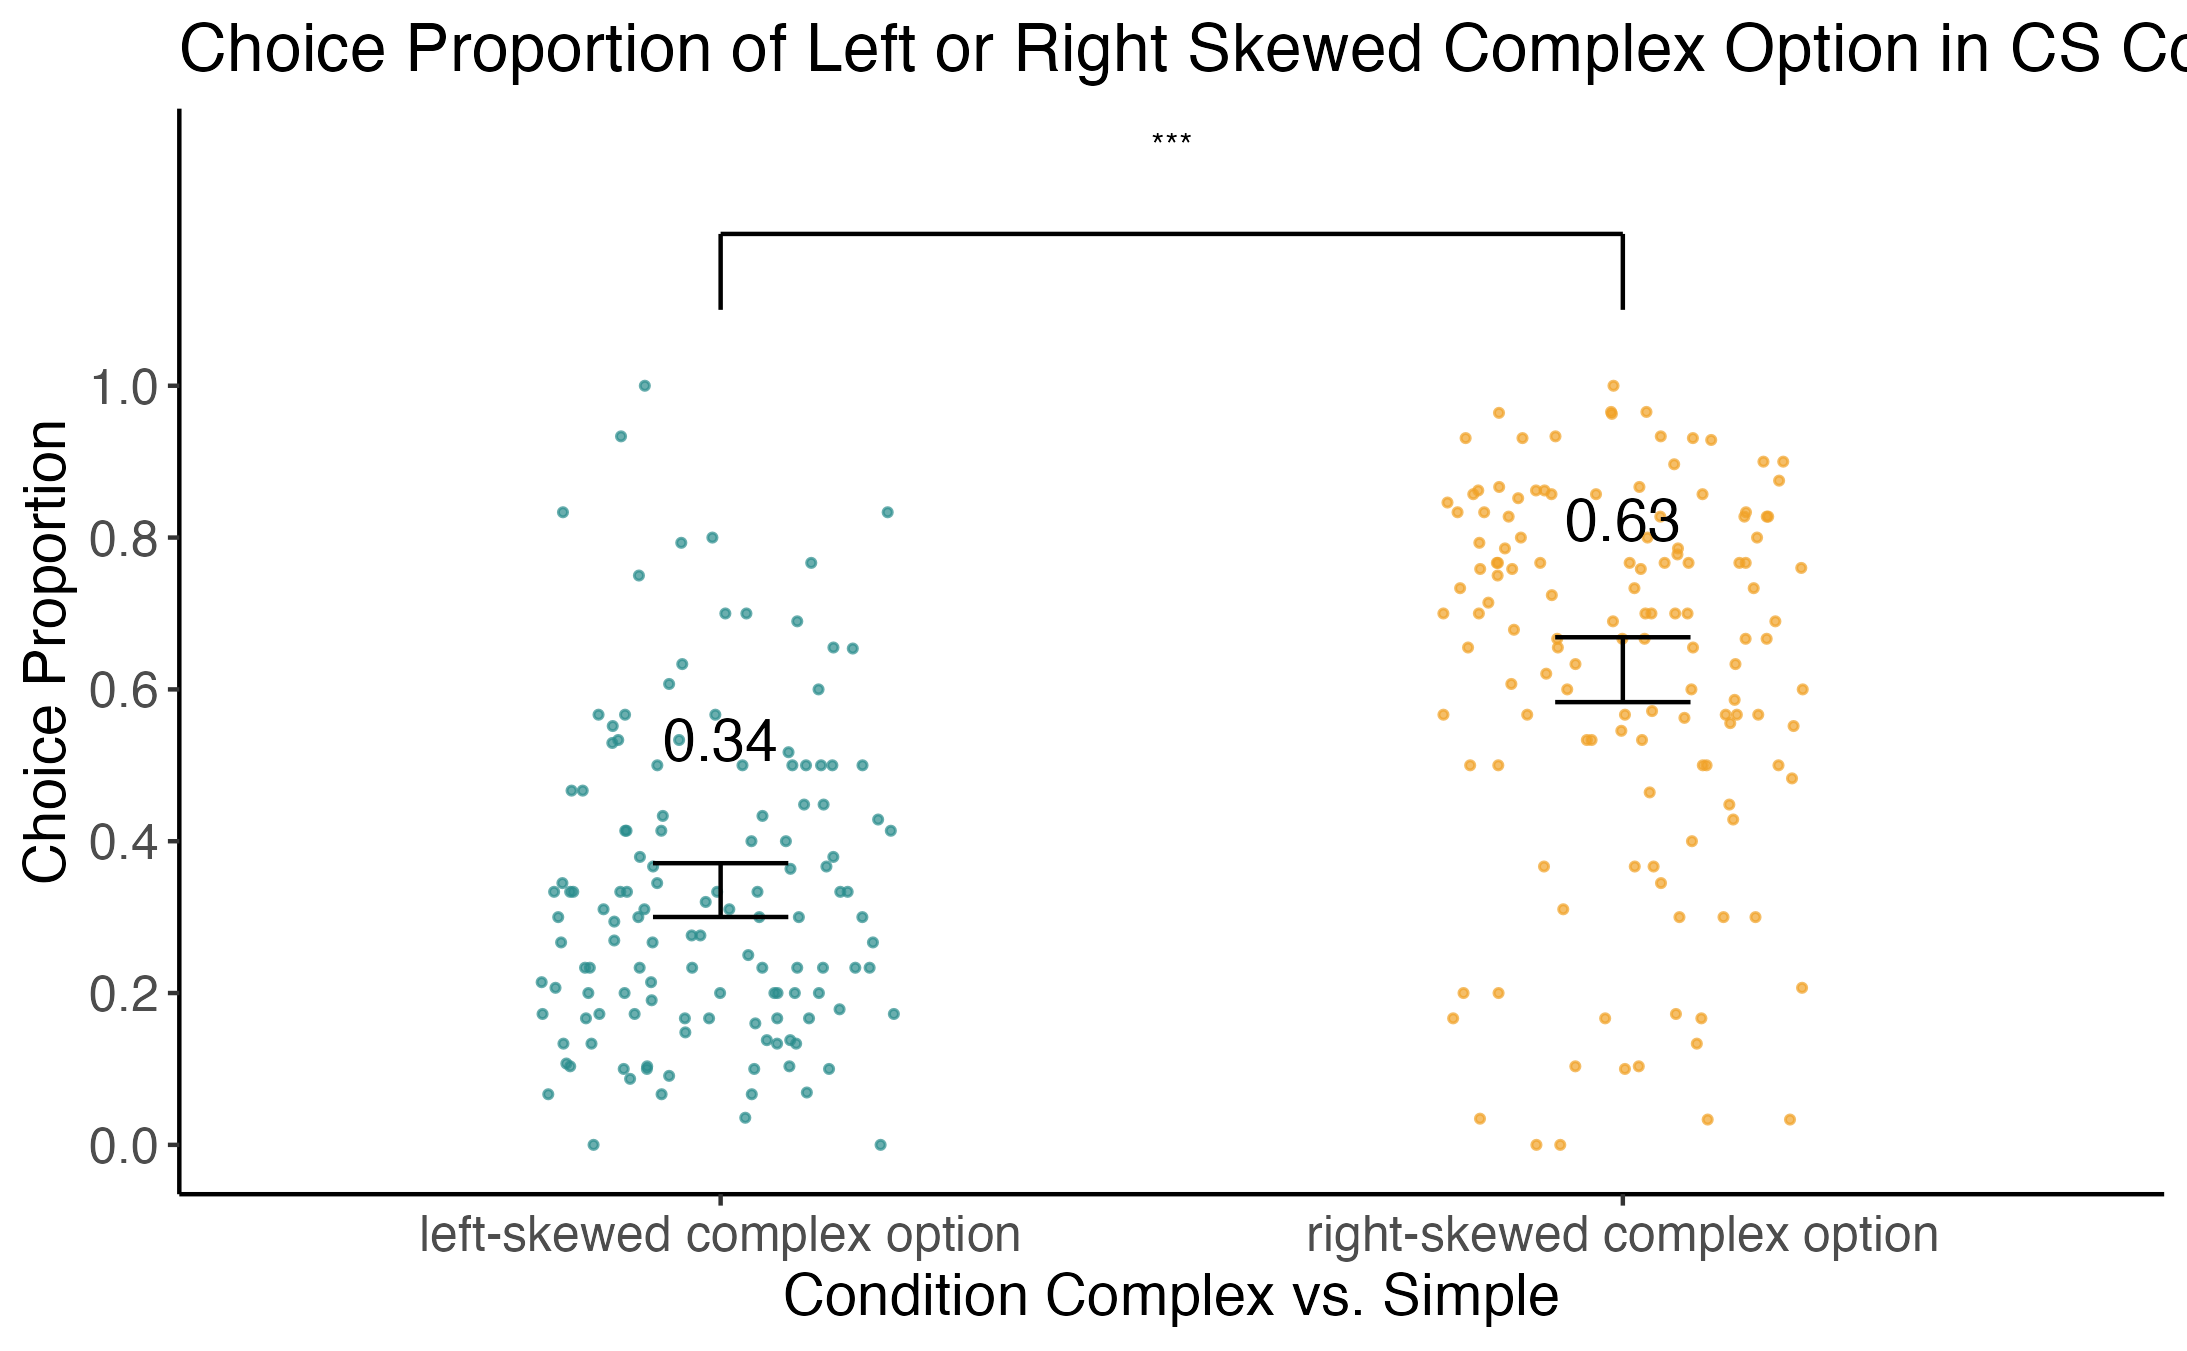 Choice Proportion of Left or Right Skewed Complex Option in CS
***
Choice Proportion
1.0
0.8
0.6
0.4
0.2
0.0
0.63
0.34
left-skewed complex option
right-skewed complex option
Condition Complex vs. Simple